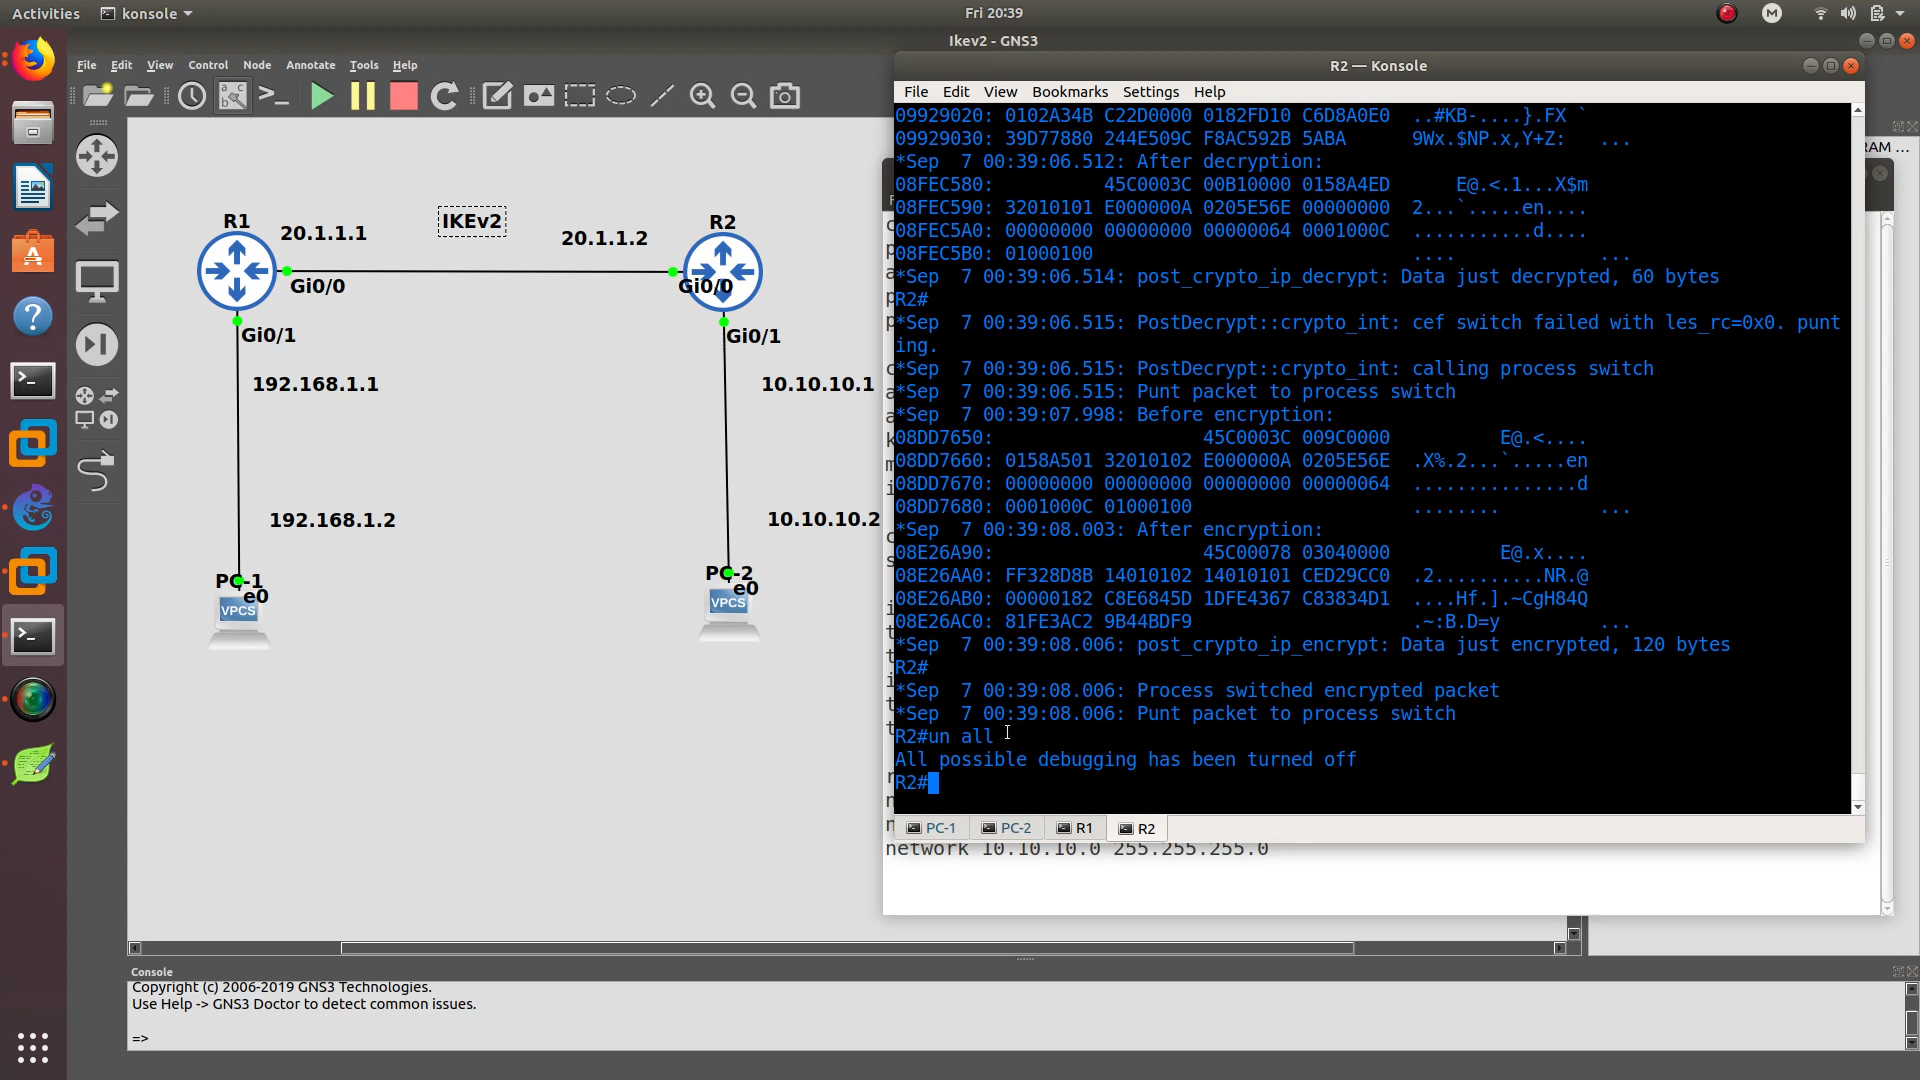 Activities
konsole
Fri 20:39
Ikev2 - GNS3
File Edit View Control Node Annotate Tools Help
R1
20.1.1.1
IKEv2
20.1.1.2
R2
Gi0/0
Gi0/0
Gi0/1
Gi0/1
192.168.1.1
10.10.10.1
192.168.1.2
10.10.10.2
PC-1
e0
VPCS
PC-2
e0
VPCS
R2 — Konsole
File Edit View Bookmarks Settings Help
09929020: 0102A34B C22D0000 0182FD10 C6D8A0E0  ..#KB-....}.FX `
09929030: 39D77880 244E509C F8AC592B 5ABA      9Wx.$NP.x,Y+Z:   ...
*Sep  7 00:39:06.512: After decryption:
08FEC580:          45C0003C 00B10000 0158A4ED      E@.<.1...X$m
08FEC590: 32010101 E000000A 0205E56E 00000000  2...`.....en....
08FEC5A0: 00000000 00000000 00000064 0001000C  ...........d....
08FEC5B0: 01000100                             ....             ...
*Sep  7 00:39:06.514: post_crypto_ip_decrypt: Data just decrypted, 60 bytes
R2#
*Sep  7 00:39:06.515: PostDecrypt::crypto_int: cef switch failed with les_rc=0x0. punt
ing.
*Sep  7 00:39:06.515: PostDecrypt::crypto_int: calling process switch
*Sep  7 00:39:06.515: Punt packet to process switch
*Sep  7 00:39:07.998: Before encryption:
08DD7650:                   45C0003C 009C0000          E@.<....
08DD7660: 0158A501 32010102 E000000A 0205E56E  .X%.2...`.....en
08DD7670: 00000000 00000000 00000000 00000064  ...............d
08DD7680: 0001000C 01000100                    ........         ...
*Sep  7 00:39:08.003: After encryption:
08E26A90:                   45C00078 03040000          E@.x....
08E26AA0: FF328D8B 14010102 14010101 CED29CC0  .2..........NR.@
08E26AB0: 00000182 C8E6845D 1DFE4367 C83834D1  ....Hf.].~CgH84Q
08E26AC0: 81FE3AC2 9B44BDF9                    .~:B.D=y         ...
*Sep  7 00:39:08.006: post_crypto_ip_encrypt: Data just encrypted, 120 bytes
R2#
*Sep  7 00:39:08.006: Process switched encrypted packet
*Sep  7 00:39:08.006: Punt packet to process switch
R2#un all
All possible debugging has been turned off
R2#
PC-1 PC-2 R1 R2
network 10.10.10.0 255.255.255.0
Console
Copyright (c) 2006-2019 GNS3 Technologies.
Use Help -> GNS3 Doctor to detect common issues.
=>